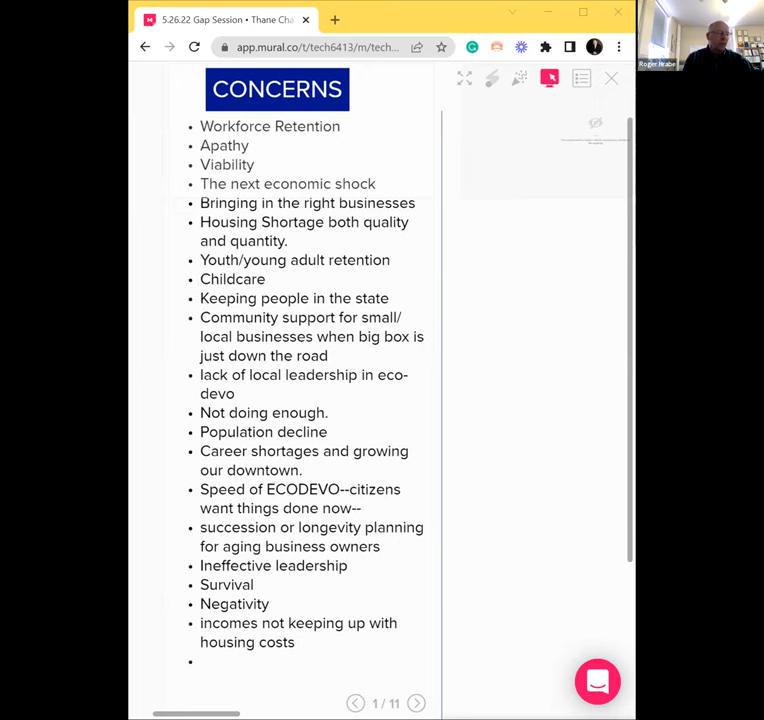 5.26.22 Gap Session • Thane Cha
app.mural.co/t/tech6413/m/tech...
Roger Hrabe
CONCERNS
• Workforce Retention
• Apathy
• Viability
• The next economic shock
• Bringing in the right businesses
• Housing Shortage both quality
and quantity.
• Youth/young adult retention
• Childcare
• Keeping people in the state
• Community support for small/
local businesses when big box is
just down the road
• lack of local leadership in eco-
devo
• Not doing enough.
• Population decline
• Career shortages and growing
our downtown.
• Speed of ECODEVO--citizens
want things done now--
• succession or longevity planning
for aging business owners
• Ineffective leadership
• Survival
• Negativity
• incomes not keeping up with
housing costs
•
1 / 11